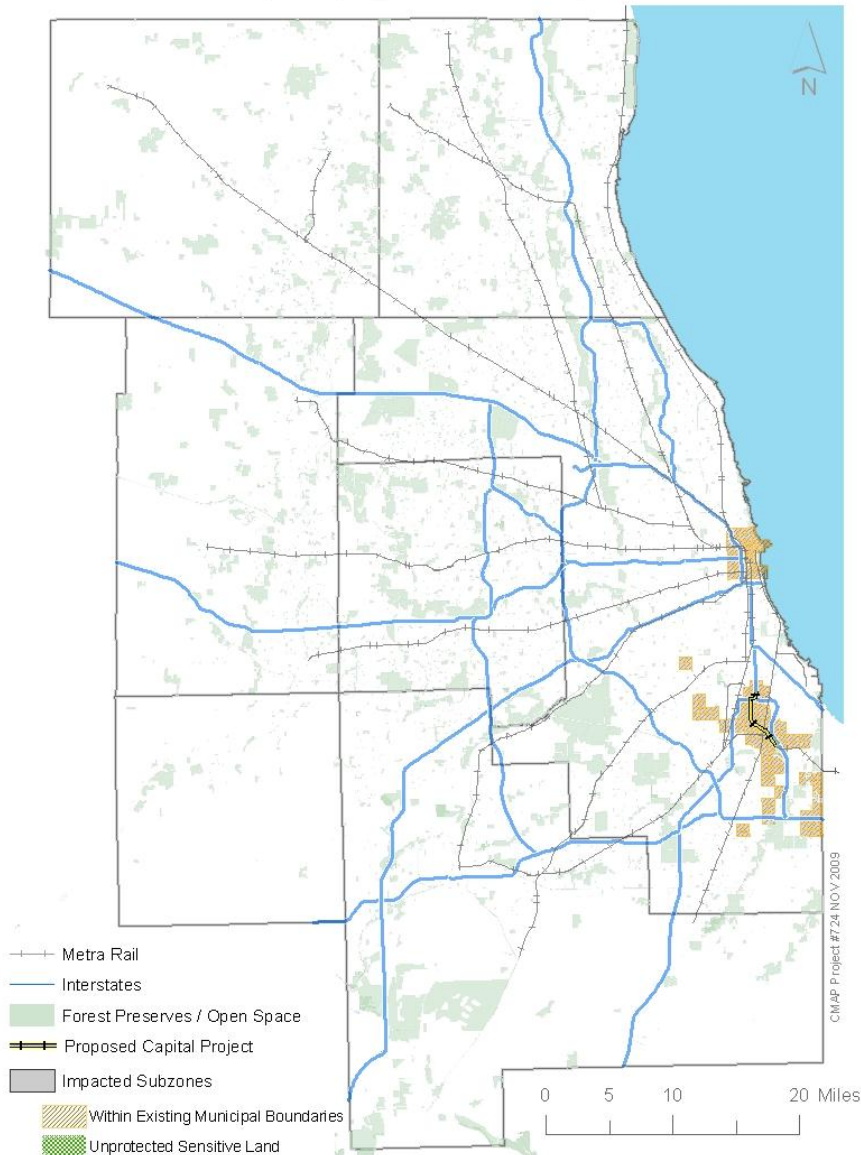 N
CMAP Project #724 NOV 2009
Metra Rail
Interstates
Forest Preserves / Open Space
Proposed Capital Project
Impacted Subzones
Within Existing Municipal Boundaries
Unprotected Sensitive Land
0 5 10 20 Miles